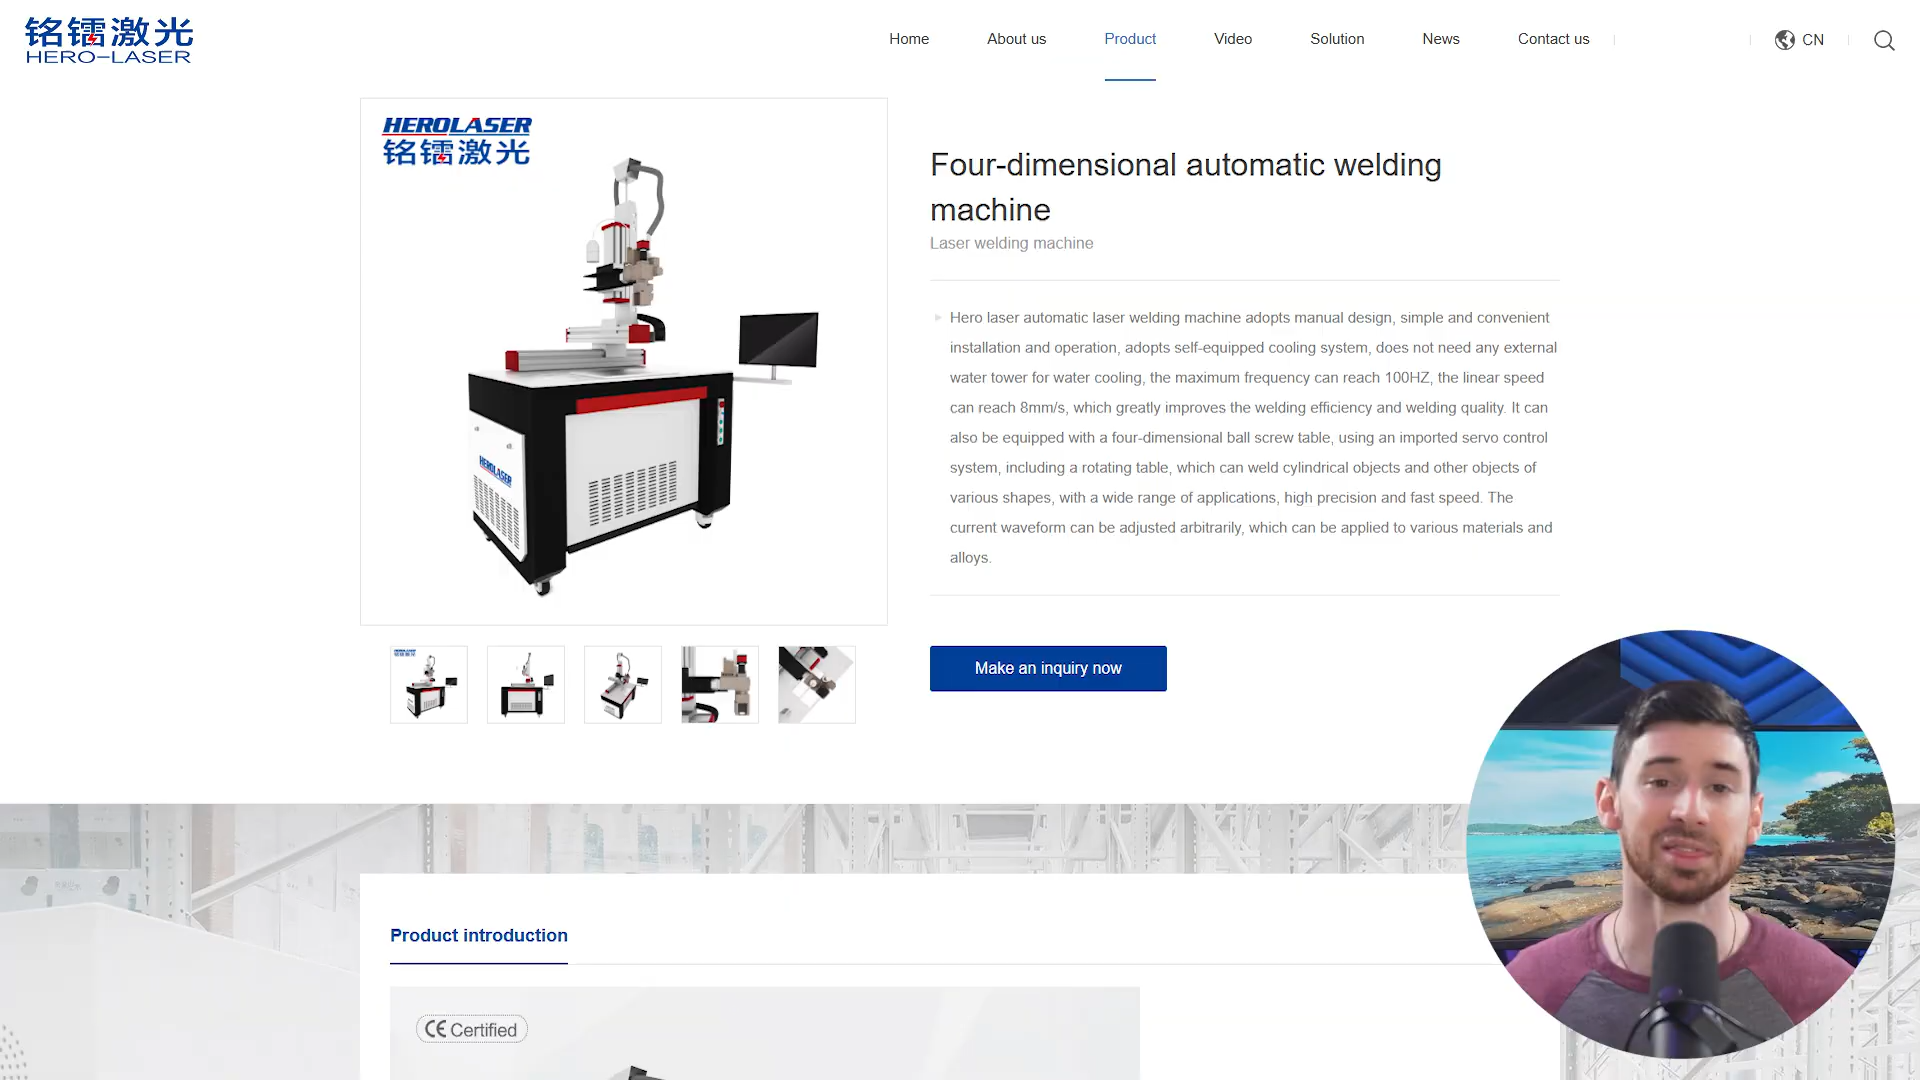 铭镭激光
HERO-LASER
Home
About us
Product
Video
Solution
News
Contact us
CN
HEROLASER
铭镭激光
Four-dimensional automatic welding
machine
Laser welding machine
Hero laser automatic laser welding machine adopts manual design, simple and convenient
installation and operation, adopts self-equipped cooling system, does not need any external
water tower for water cooling, the maximum frequency can reach 100HZ, the linear speed
can reach 8mm/s, which greatly improves the welding efficiency and welding quality. It can
also be equipped with a four-dimensional ball screw table, using an imported servo control
system, including a rotating table, which can weld cylindrical objects and other objects of
various shapes, with a wide range of applications, high precision and fast speed. The
current waveform can be adjusted arbitrarily, which can be applied to various materials and
alloys.
HEROLASER
Make an inquiry now
Product introduction
CE Certified